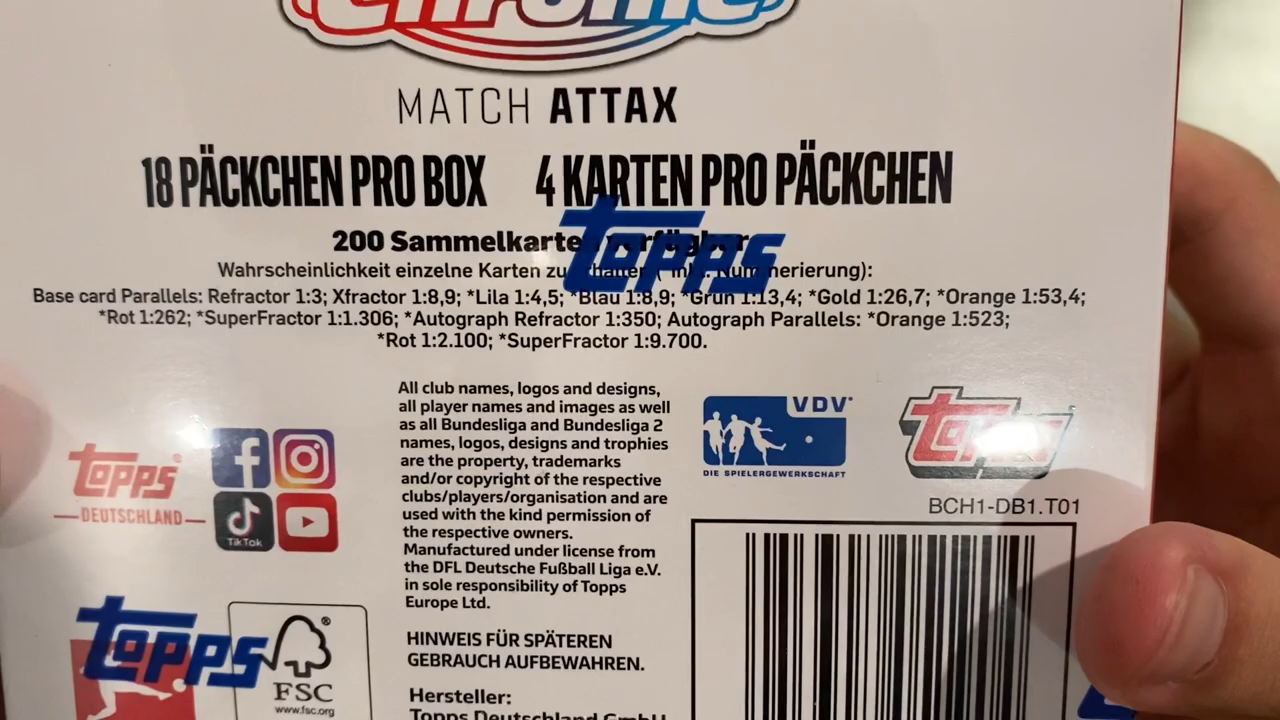 Chrome
MATCH ATTAX
18 PÄCKCHEN PRO BOX 4 KARTEN PRO PÄCKCHEN
200 Sammelkarten verfügbar
Wahrscheinlichkeit einzelne Karten zu erhalten (*inkl. Nummerierung):
Base card Parallels: Refractor 1:3; Xfractor 1:8,9; *Lila 1:4,5; *Blau 1:8,9; *Grün 1:13,4; *Gold 1:26,7; *Orange 1:53,4;
*Rot 1:262; *SuperFractor 1:1.306; *Autograph Refractor 1:350; Autograph Parallels: *Orange 1:523;
*Rot 1:2.100; *SuperFractor 1:9.700.
topps
All club names, logos and designs,
all player names and images as well
as all Bundesliga and Bundesliga 2
names, logos, designs and trophies
are the property, trademarks
and/or copyright of the respective
clubs/players/organisation and are
used with the kind permission of
the respective owners.
Manufactured under license from
the DFL Deutsche Fußball Liga e.V.
in sole responsibility of Topps
Europe Ltd.
HINWEIS FÜR SPÄTEREN
GEBRAUCH AUFBEWAHREN.
Hersteller:
Topps Deutschland GmbH
topps
DEUTSCHLAND
TikTok
VDV
DIE SPIELERGEWERKSCHAFT
topps
BCH1-DB1.T01
topps
FSC
www.fsc.org